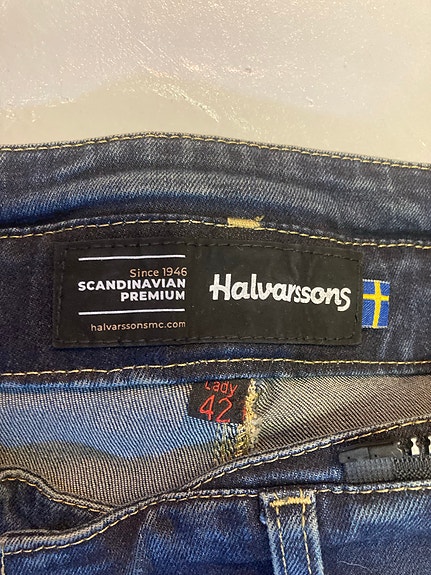 Since 1946
SCANDINAVIAN
PREMIUM
halvarssonsmc.com
Halvarssons
Lady
42